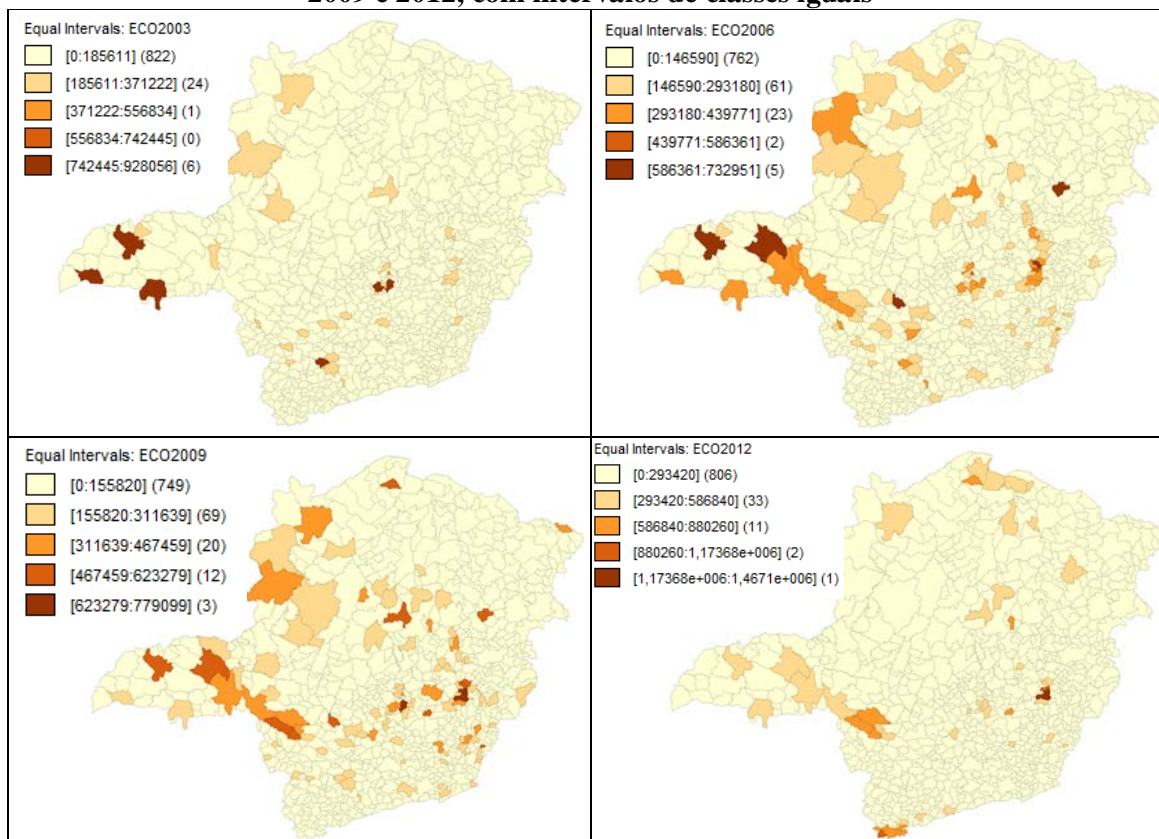 2009 e 2012, com intervalos de classes iguais
Equal Intervals: ECO2003
[0:185611] (822)
[185611:371222] (24)
[371222:556834] (1)
[556834:742445] (0)
[742445:928056] (6)
Equal Intervals: ECO2006
[0:146590] (762)
[146590:293180] (61)
[293180:439771] (23)
[439771:586361] (2)
[586361:732951] (5)
Equal Intervals: ECO2009
[0:155820] (749)
[155820:311639] (69)
[311639:467459] (20)
[467459:623279] (12)
[623279:779099] (3)
Equal Intervals: ECO2012
[0:293420] (806)
[293420:586840] (33)
[586840:880260] (11)
[880260:1,17368e+006] (2)
[1,17368e+006:1,4671e+006] (1)